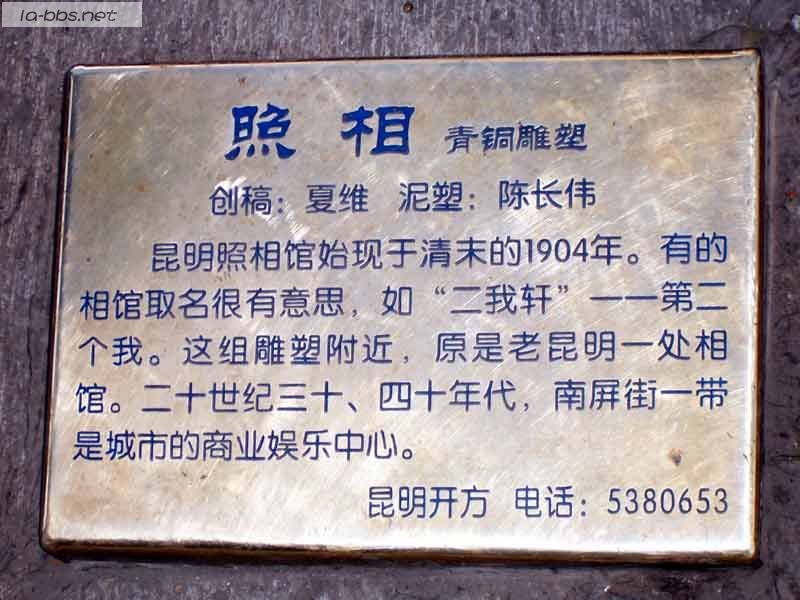 la-bbs.net
照相 青铜雕塑
创稿：夏维 泥塑：陈长伟
昆明照相馆始现于清末的1904年。有的
相馆取名很有意思，如“二我轩”——第二
个我。这组雕塑附近，原是老昆明一处相
馆。二十世纪三十、四十年代，南屏街一带
是城市的商业娱乐中心。
昆明开方 电话：5380653